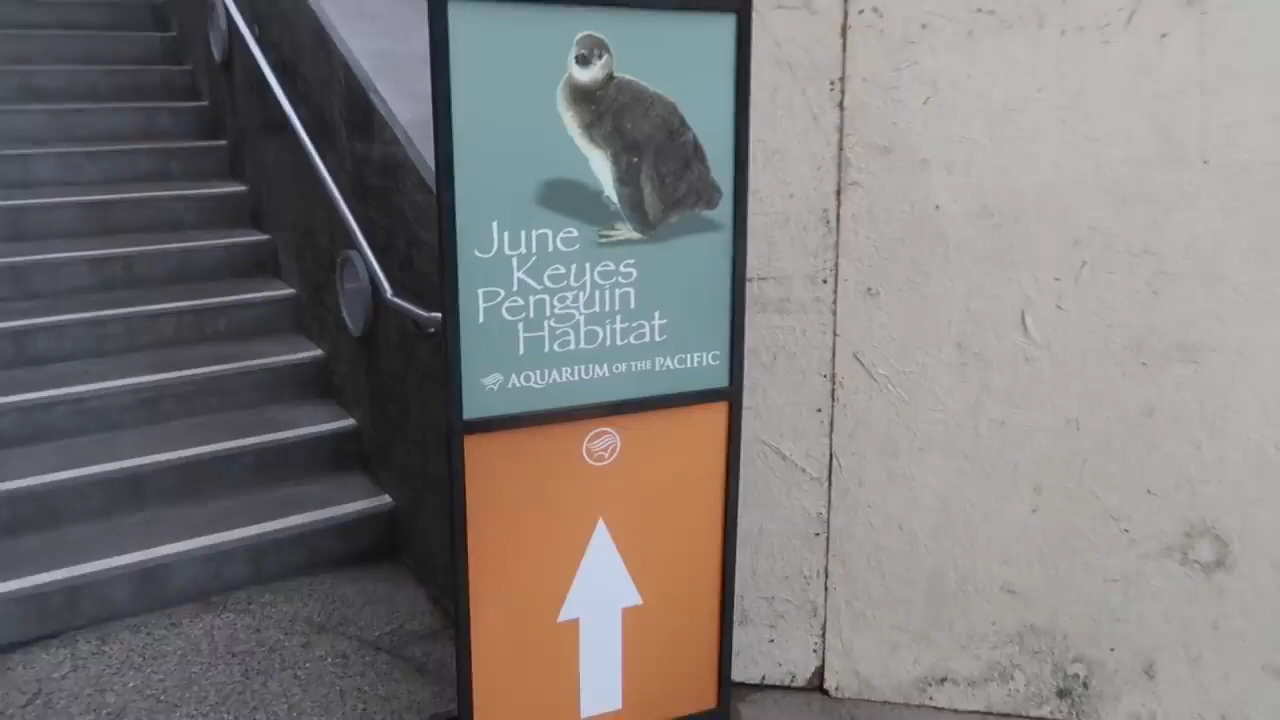 June
Keyes
Penguin
Habitat
AQUARIUM OF THE PACIFIC